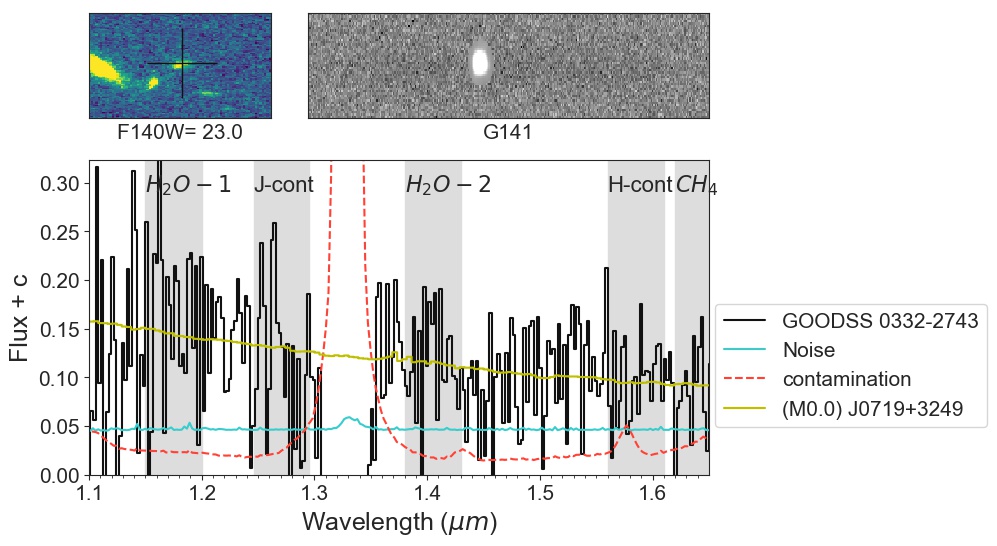 F140W= 23.0
G141
H₂O − 1
J-cont
H₂O − 2
H-cont
CH₄
0.30
0.25
0.20
0.15
0.10
0.05
0.00
Flux + c
1.1
1.2
1.3
1.4
1.5
1.6
Wavelength (μm)
GOODSS 0332-2743
Noise
contamination
(M0.0) J0719+3249